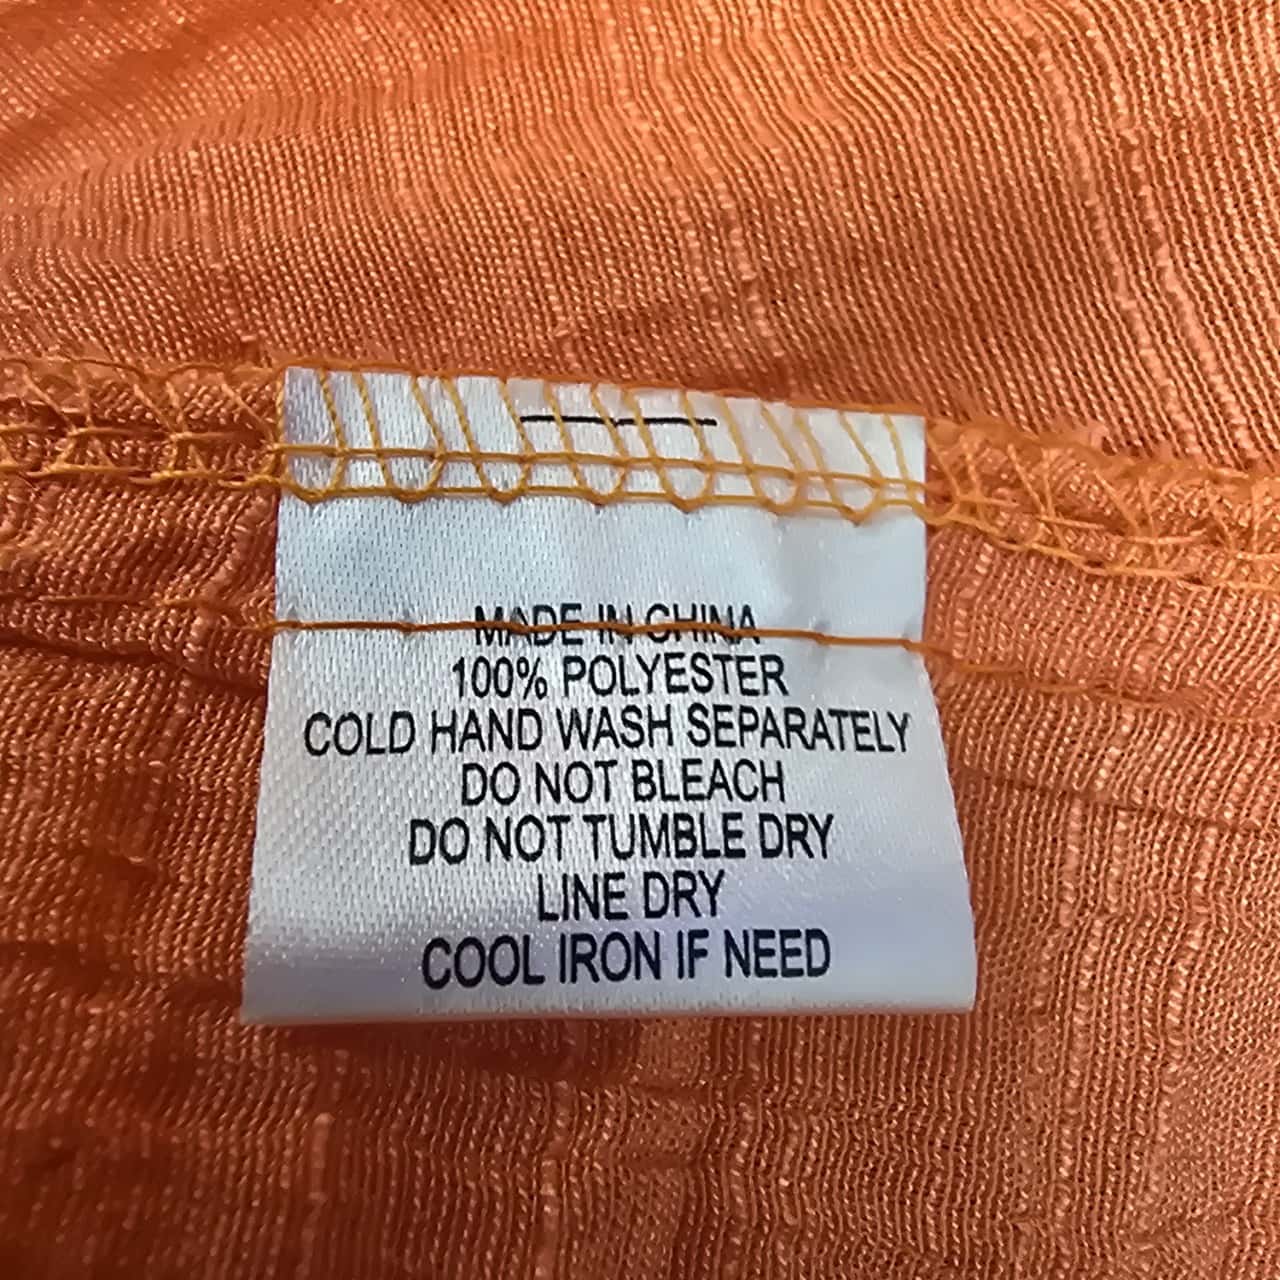 MADE IN CHINA
100% POLYESTER
COLD HAND WASH SEPARATELY
DO NOT BLEACH
DO NOT TUMBLE DRY
LINE DRY
COOL IRON IF NEED